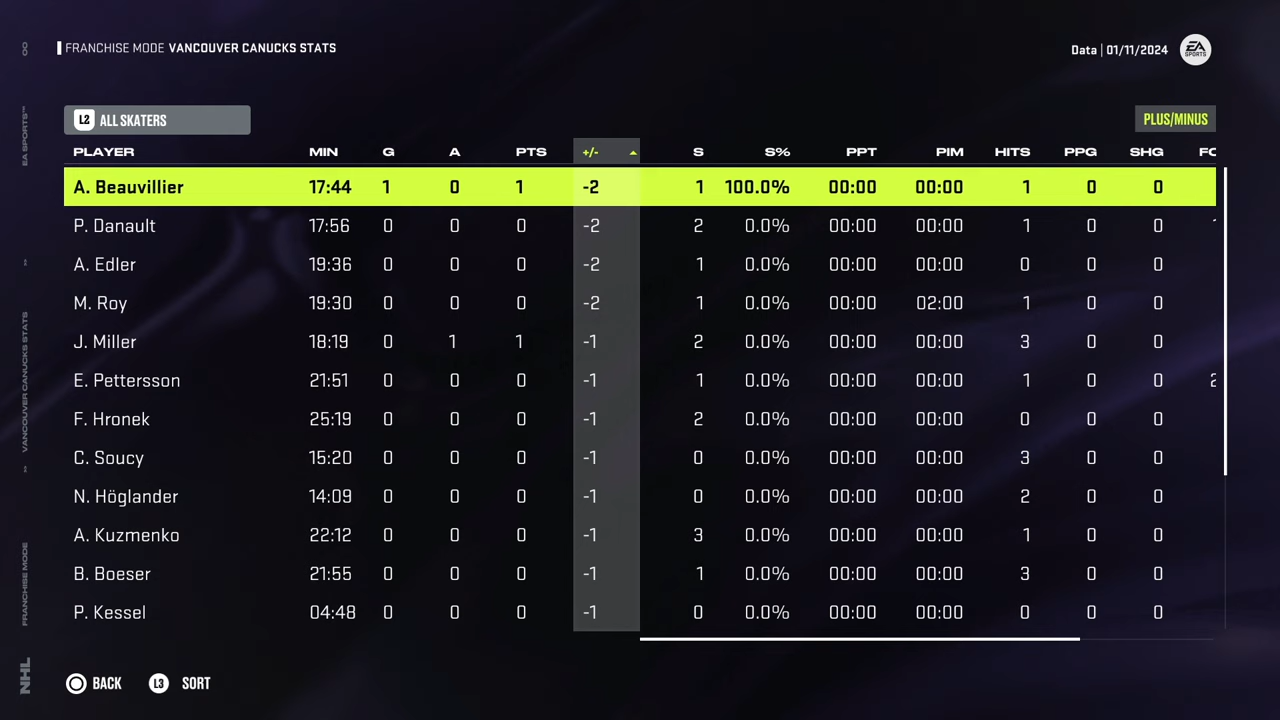 FRANCHISE MODE VANCOUVER CANUCKS STATS
Data | 01/11/2024
EA SPORTS
L2 ALL SKATERS
PLUS/MINUS
PLAYER MIN G A PTS +/- S S% PPT PIM HITS PPG SHG
A. Beauvillier 17:44 1 0 1 -2 1 100.0% 00:00 00:00 1 0 0
P. Danault 17:56 0 0 0 -2 2 0.0% 00:00 00:00 1 0 0
A. Edler 19:36 0 0 0 -2 1 0.0% 00:00 00:00 0 0 0
M. Roy 19:30 0 0 0 -2 1 0.0% 00:00 02:00 1 0 0
J. Miller 18:19 0 1 1 -1 2 0.0% 00:00 00:00 3 0 0
E. Pettersson 21:51 0 0 0 -1 1 0.0% 00:00 00:00 1 0 0
F. Hronek 25:19 0 0 0 -1 2 0.0% 00:00 00:00 0 0 0
C. Soucy 15:20 0 0 0 -1 0 0.0% 00:00 00:00 3 0 0
N. Höglander 14:09 0 0 0 -1 0 0.0% 00:00 00:00 2 0 0
A. Kuzmenko 22:12 0 0 0 -1 3 0.0% 00:00 00:00 1 0 0
B. Boeser 21:55 0 0 0 -1 1 0.0% 00:00 00:00 3 0 0
P. Kessel 04:48 0 0 0 -1 0 0.0% 00:00 00:00 0 0 0
BACK L3 SORT
NHL FRANCHISE MODE » VANCOUVER CANUCKS STATS » EA SPORTS™